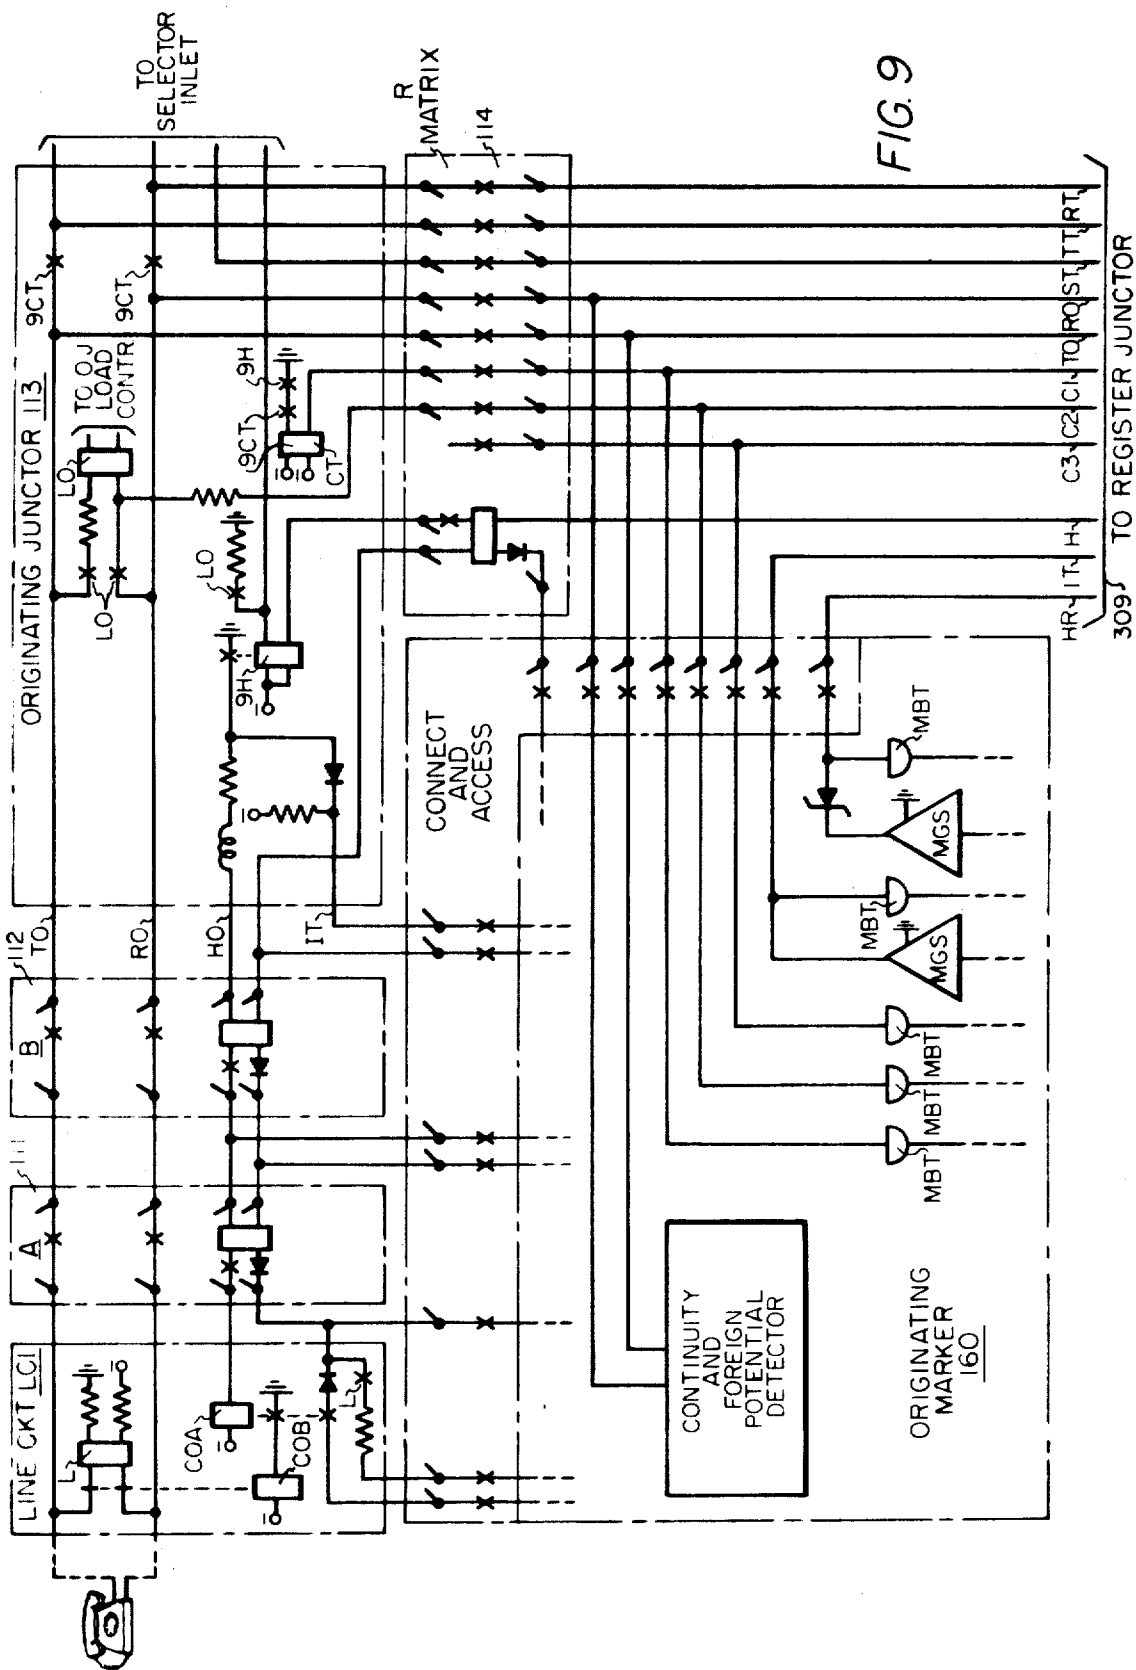 FIG. 9
TO
SELECTOR
INLET
LINE CKT LC1
L
COA
COB
L
111
A
112
B
TO
RO
HO
IT
ORIGINATING JUNCTOR 113
LO
LO
TO OJ
LOAD
CONTR.
9CT
9CT
LO
9H
9CT
9H
CT
R
MATRIX
114
CONNECT
AND
ACCESS
CONTINUITY
AND
FOREIGN
POTENTIAL
DETECTOR
ORIGINATING
MARKER
160
MBT
MBT
MBT
MGS
MBT
MGS
MBT
HR
IT
H
C3
C2
C1
TO
RO
ST
TT
RT
309
TO REGISTER JUNCTOR